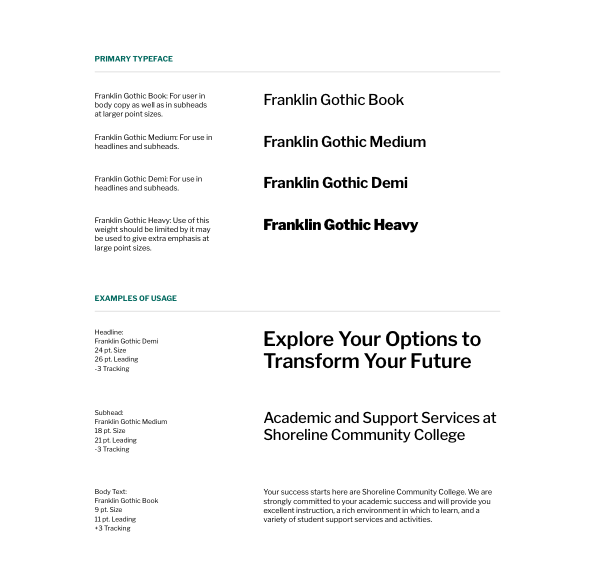 PRIMARY TYPEFACE
Franklin Gothic Book: For user in
body copy as well as in subheads
at larger point sizes.
Franklin Gothic Book
Franklin Gothic Medium: For use in
headlines and subheads.
Franklin Gothic Medium
Franklin Gothic Demi: For use in
headlines and subheads.
Franklin Gothic Demi
Franklin Gothic Heavy: Use of this
weight should be limited by it may
be used to give extra emphasis at
large point sizes.
Franklin Gothic Heavy
EXAMPLES OF USAGE
Headline:
Franklin Gothic Demi
24 pt. Size
26 pt. Leading
-3 Tracking
Explore Your Options to
Transform Your Future
Subhead:
Franklin Gothic Medium
18 pt. Size
21 pt. Leading
-3 Tracking
Academic and Support Services at
Shoreline Community College
Body Text:
Franklin Gothic Book
9 pt. Size
11 pt. Leading
+3 Tracking
Your success starts here are Shoreline Community College. We are
strongly committed to your academic success and will provide you
excellent instruction, a rich environment in which to learn, and a
variety of student support services and activities.